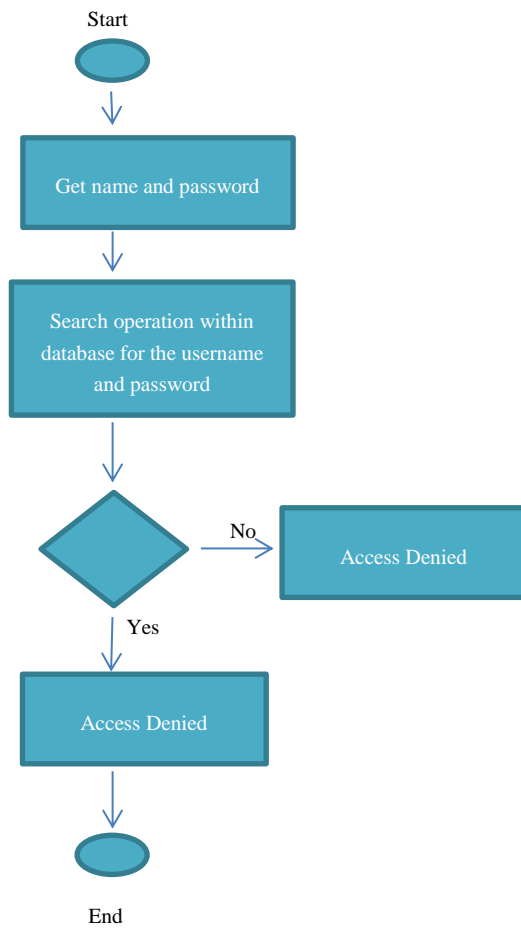 Start
Get name and password
Search operation within
database for the username
and password
No
Access Denied
Yes
Access Denied
End